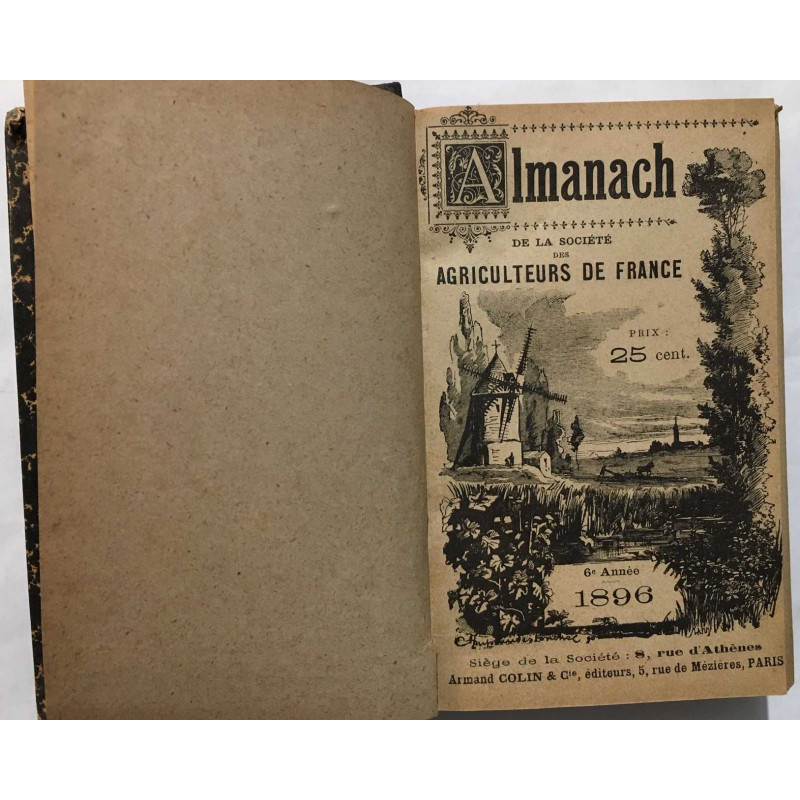 Almanach
DE LA SOCIÉTÉ
DES
AGRICULTEURS DE FRANCE
PRIX :
25 cent.
6e Année
1896
Siège de la Société : 8, rue d'Athènes
Armand COLIN & Cie, éditeurs, 5, rue de Mézières, PARIS